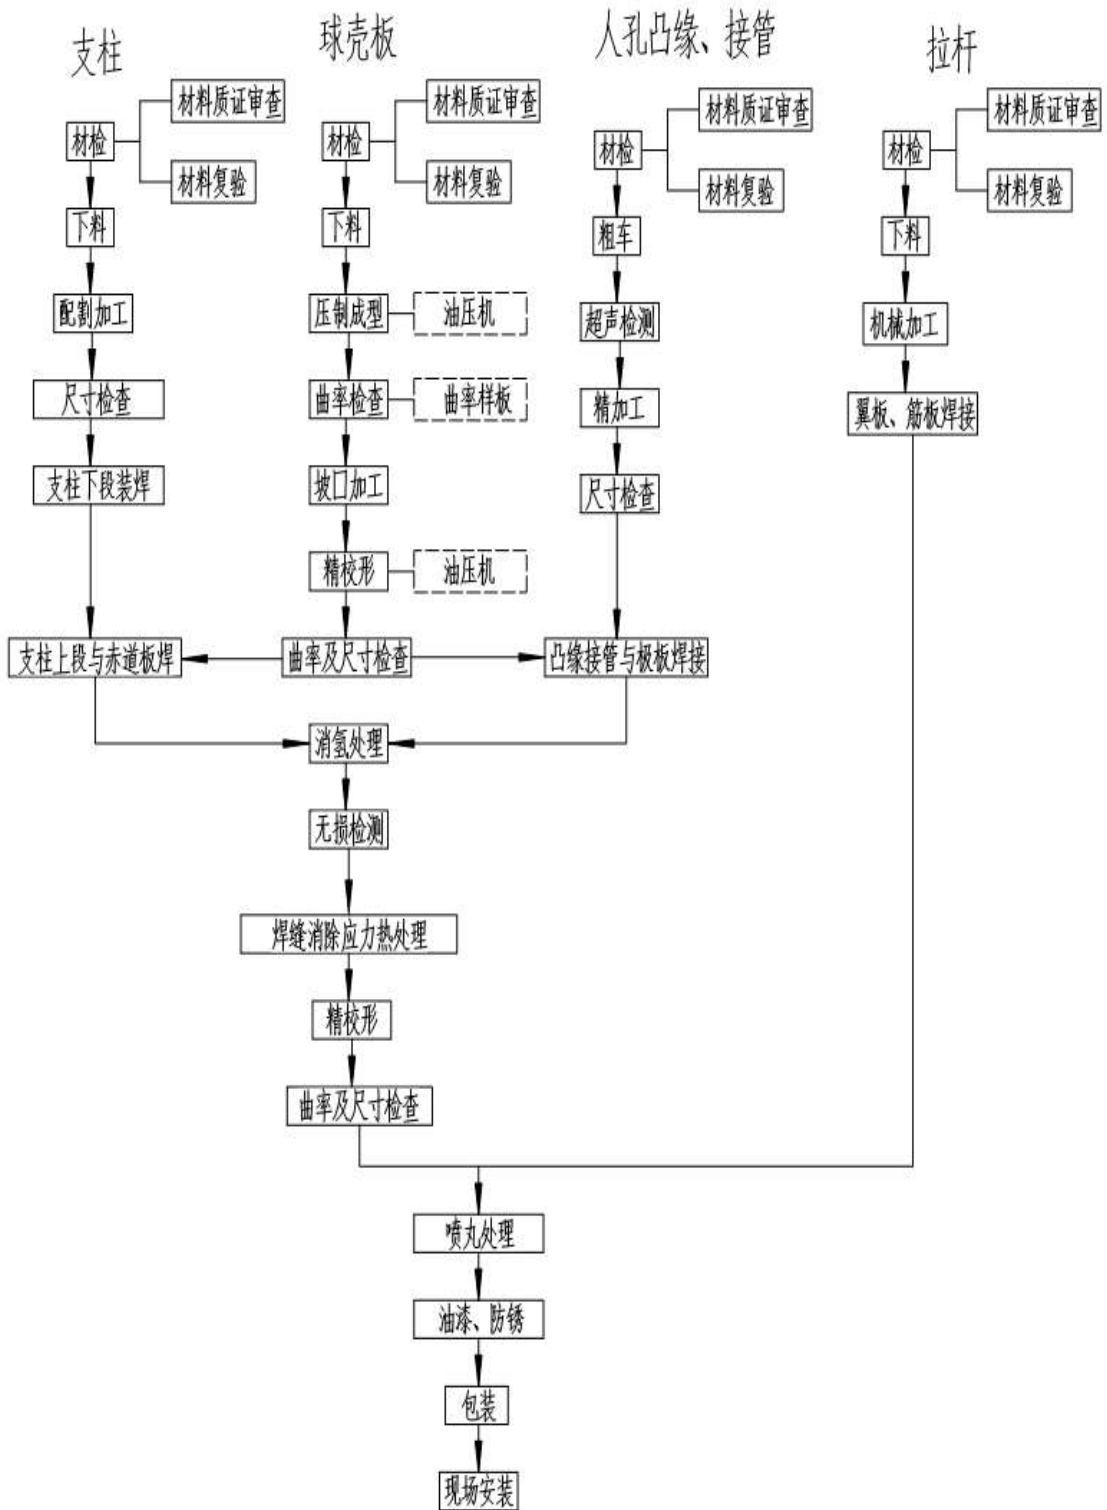 支柱
球壳板
人孔凸缘、接管
拉杆
材料质证审查
材料质证审查
材料质证审查
材料质证审查
材检
材检
材检
材检
材料复验
材料复验
材料复验
材料复验
下料
下料
粗车
下料
配割加工
压制成型
油压机
超声检测
机械加工
尺寸检查
曲率检查
曲率样板
精加工
翼板、筋板焊接
支柱下段装焊
坡口加工
尺寸检查
精校形
油压机
支柱上段与赤道板焊
曲率及尺寸检查
凸缘接管与极板焊接
消氢处理
无损检测
焊缝消除应力热处理
精校形
曲率及尺寸检查
喷丸处理
油漆、防锈
包装
现场安装